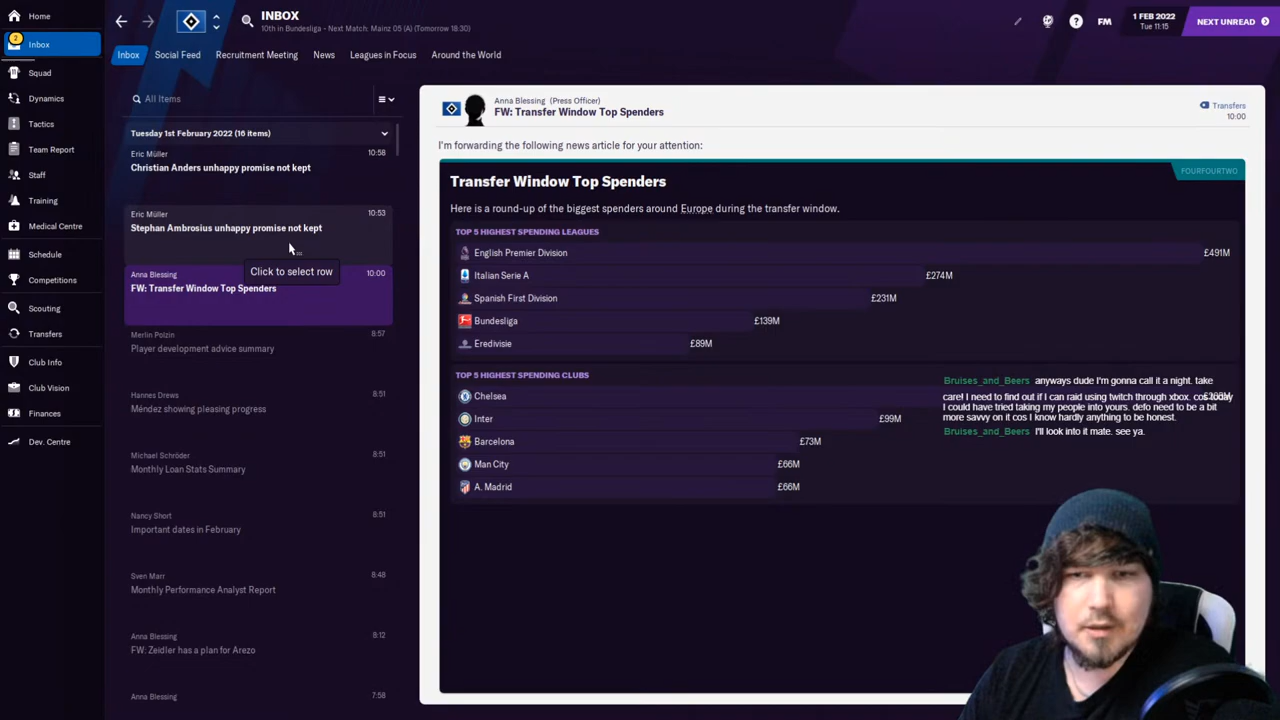 Home
INBOX
10th in Bundesliga - Next Match: Mainz 05 (A) (Tomorrow 18:30)
FM
1 FEB 2022
Tue 11:15
NEXT UNREAD
2
Inbox
Squad
Dynamics
Tactics
Team Report
Staff
Training
Medical Centre
Schedule
Competitions
Scouting
Transfers
Club Info
Club Vision
Finances
Dev. Centre
Inbox Social Feed Recruitment Meeting News Leagues in Focus Around the World
All Items
Tuesday 1st February 2022 (16 items)
Eric Müller 10:58
Christian Anders unhappy promise not kept
Eric Müller 10:53
Stephan Ambrosius unhappy promise not kept
Click to select row
Anna Blessing 10:00
FW: Transfer Window Top Spenders
Merlin Polzin 8:57
Player development advice summary
Hannes Drews 8:51
Méndez showing pleasing progress
Michael Schröder 8:51
Monthly Loan Stats Summary
Nancy Short 8:51
Important dates in February
Sven Marr 8:48
Monthly Performance Analyst Report
Anna Blessing 8:12
FW: Zeidler has a plan for Arezo
Anna Blessing 7:58
Anna Blessing (Press Officer)
FW: Transfer Window Top Spenders
Transfers
10:00
I'm forwarding the following news article for your attention:
FOURFOURTWO
Transfer Window Top Spenders
Here is a round-up of the biggest spenders around Europe during the transfer window.
TOP 5 HIGHEST SPENDING LEAGUES
English Premier Division £491M
Italian Serie A £274M
Spanish First Division £231M
Bundesliga £139M
Eredivisie £89M
TOP 5 HIGHEST SPENDING CLUBS
Chelsea
Inter £99M
Barcelona £73M
Man City £66M
A. Madrid £66M
Bruises_and_Beers anyways dude I'm gonna call it a night. take
care! I need to find out if I can raid using twitch through xbox. cos today
I could have tried taking my people into yours. defo need to be a bit
more savvy on it cos I know hardly anything to be honest.
Bruises_and_Beers I'll look into it mate. see ya.